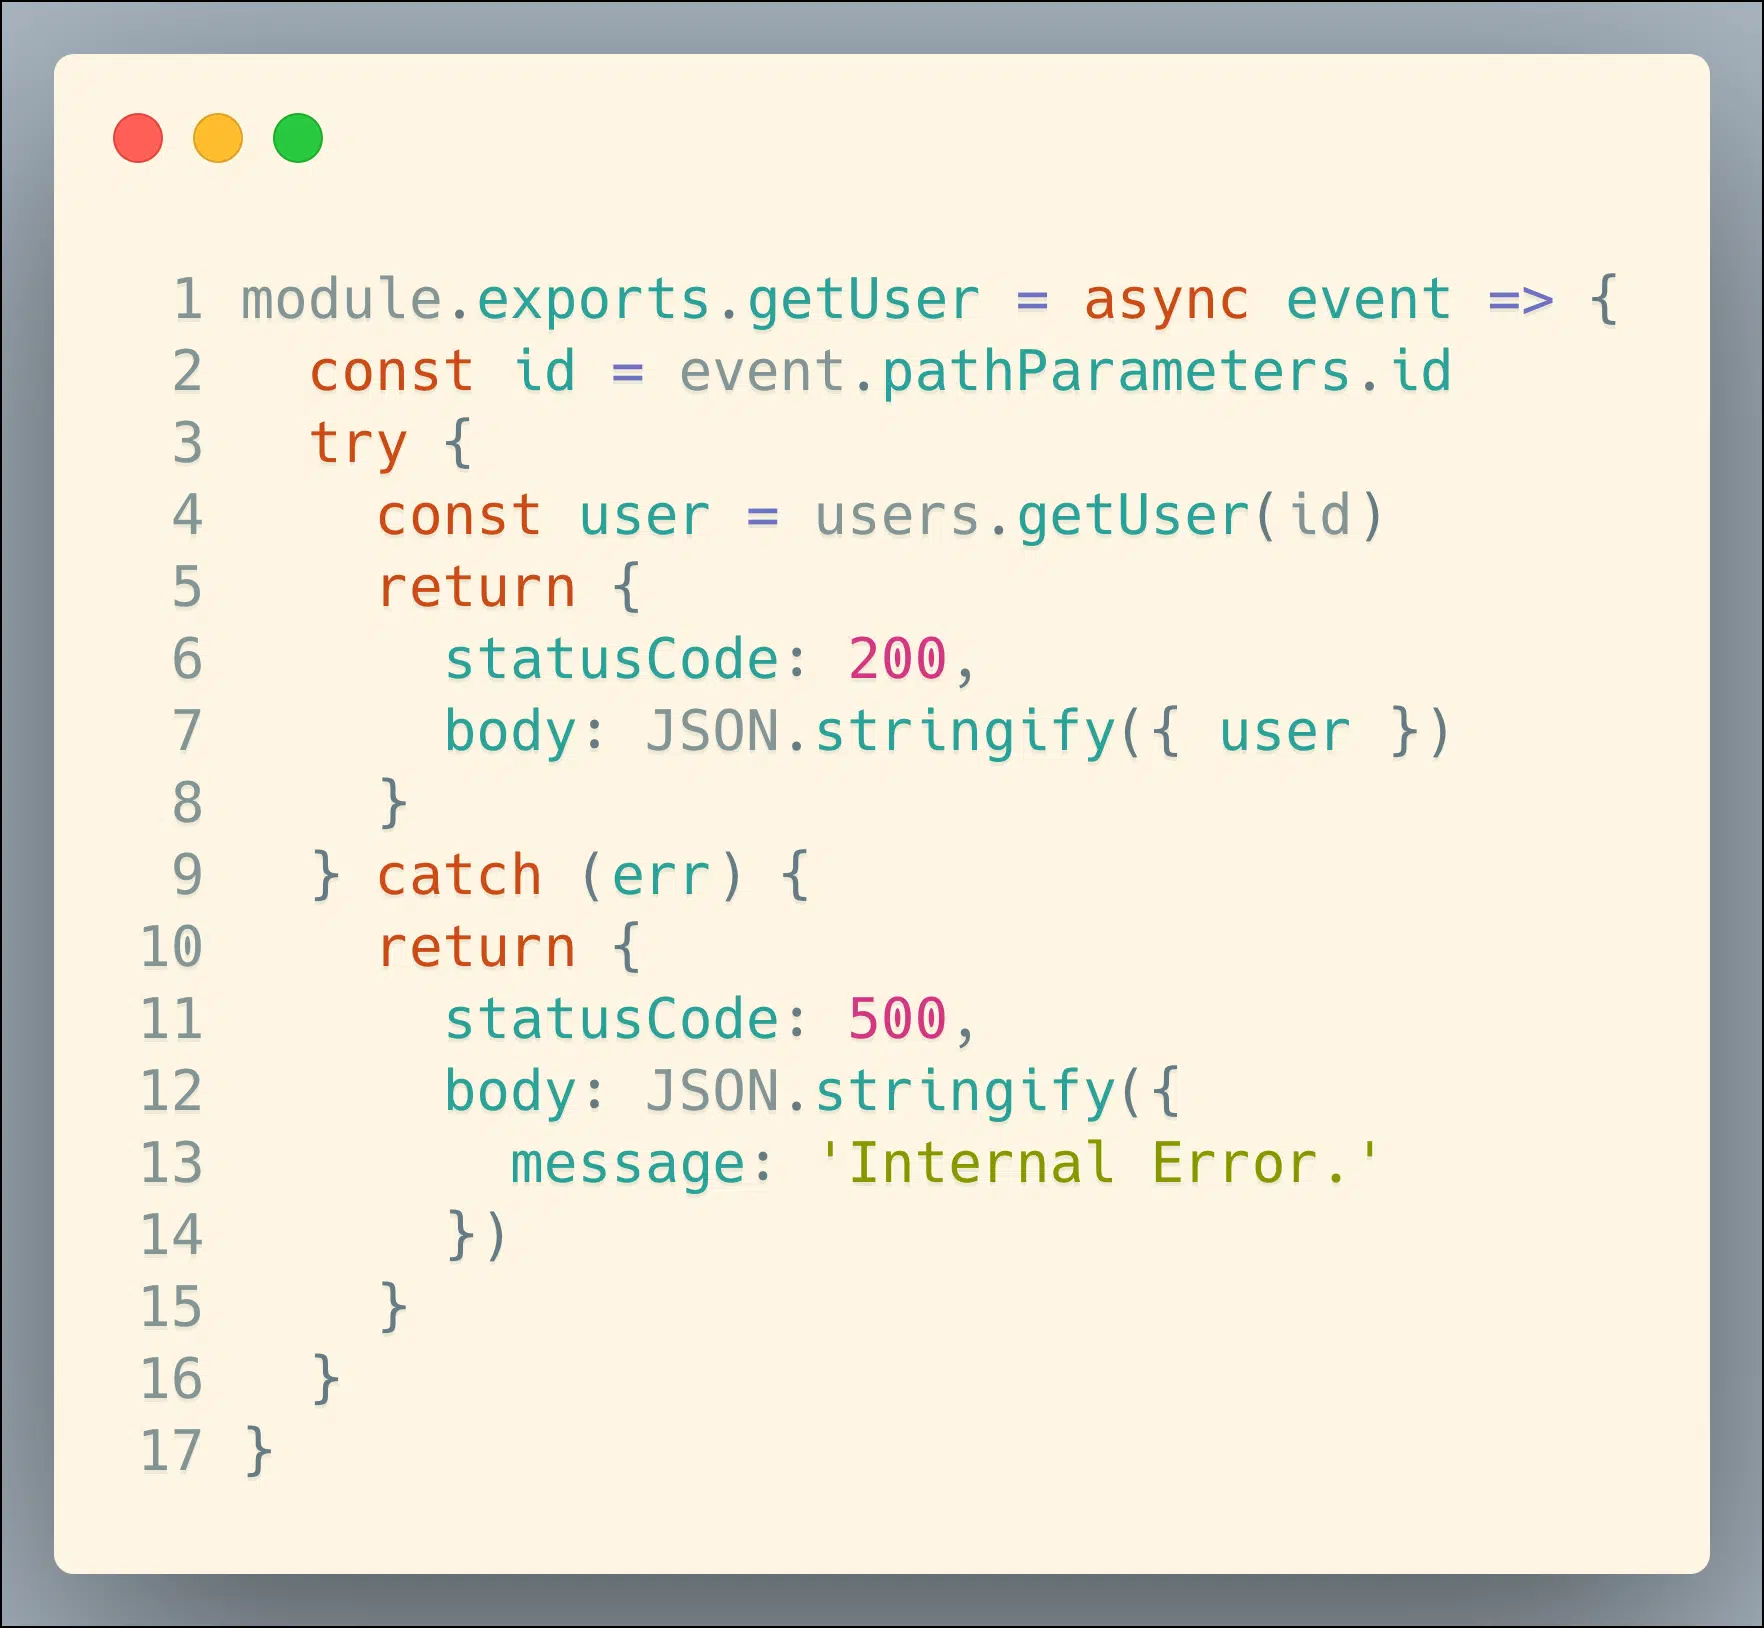 1 module.exports.getUser = async event => {
2   const id = event.pathParameters.id
3   try {
4     const user = users.getUser(id)
5     return {
6       statusCode: 200,
7       body: JSON.stringify({ user })
8     }
9   } catch (err) {
10     return {
11       statusCode: 500,
12       body: JSON.stringify({
13         message: 'Internal Error.'
14       })
15     }
16   }
17 }